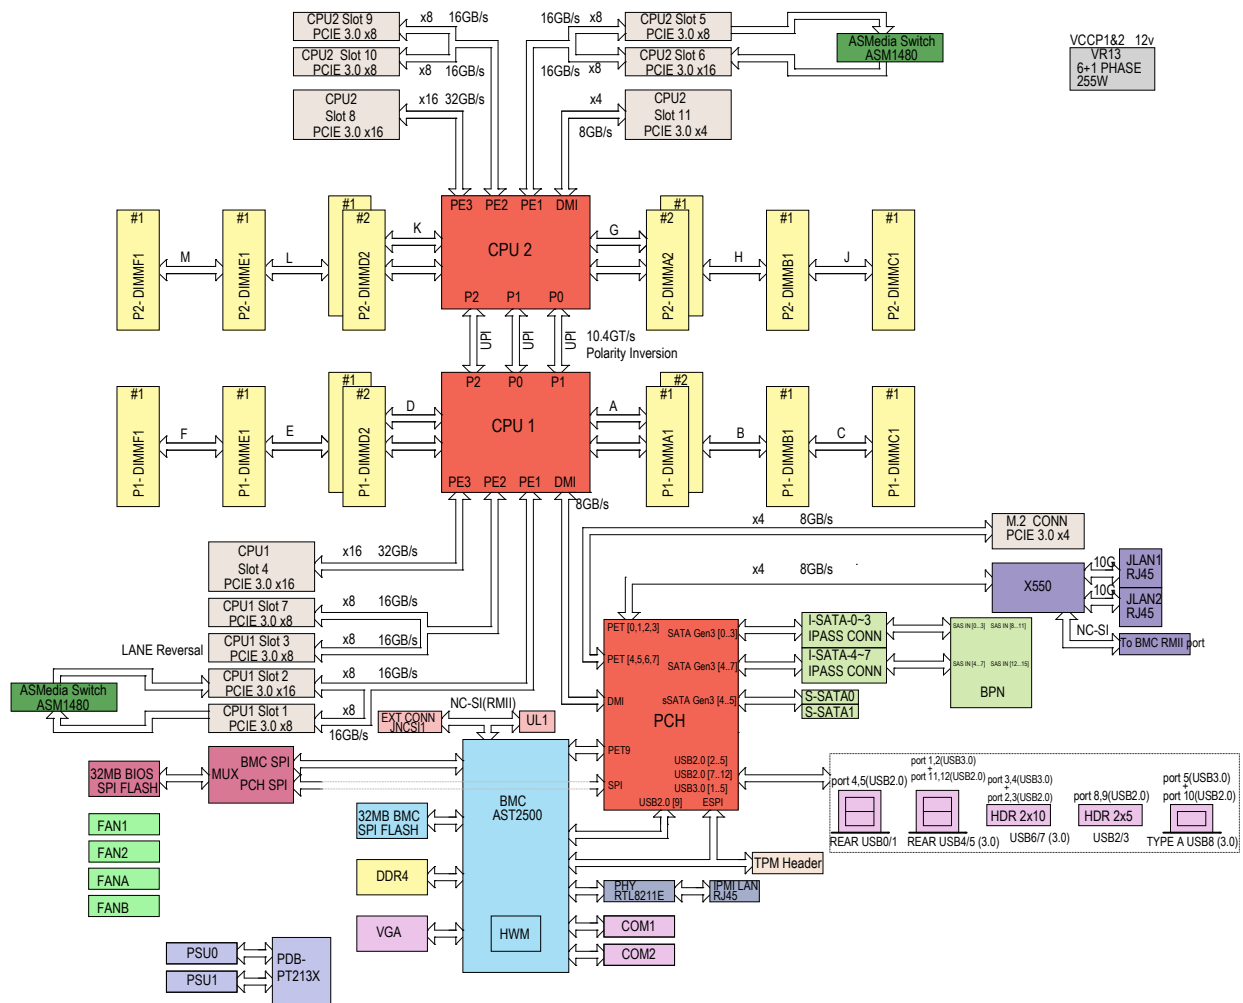 CPU2 Slot 9
PCIE 3.0 x8
x8
16GB/s
CPU2 Slot 10
PCIE 3.0 x8
x8
16GB/s
CPU2
Slot 8
PCIE 3.0 x16
x16 32GB/s
16GB/s
x8
CPU2 Slot 5
PCIE 3.0 x8
16GB/s
x8
CPU2 Slot 6
PCIE 3.0 x16
x4
8GB/s
CPU2
Slot 11
PCIE 3.0 x4
ASMedia Switch
ASM1480
VCCP1&2 12v
VR13
6+1 PHASE
255W
PE3 PE2 PE1 DMI
CPU 2
P2 P1 P0
#1
P2- DIMMF1
M
#1
P2- DIMME1
L
#1
#2
P2- DIMMD2
K
G
#1
#2
P2- DIMMA2
H
#1
P2- DIMMB1
J
#1
P2- DIMMC1
UPI
UPI
UPI
10.4GT/s
Polarity Inversion
P2 P0 P1
CPU 1
PE3 PE2 PE1 DMI
#1
P1- DIMMF1
F
#1
P1- DIMME1
E
#1
#2
P1- DIMMD2
D
A
#2
#1
P1- DIMMA1
B
#1
P1- DIMMB1
C
#1
P1- DIMMC1
8GB/s
CPU1
Slot 4
PCIE 3.0 x16
x16 32GB/s
CPU1 Slot 7
PCIE 3.0 x8
x8 16GB/s
CPU1 Slot 3
PCIE 3.0 x8
x8 16GB/s
LANE Reversal
CPU1 Slot 2
PCIE 3.0 x16
x8 16GB/s
CPU1 Slot 1
PCIE 3.0 x8
x8
16GB/s
ASMedia Switch
ASM1480
x4 8GB/s
M.2 CONN
PCIE 3.0 x4
x4 8GB/s
X550
10G
JLAN1
RJ45
10G
JLAN2
RJ45
NC-SI
To BMC RMII port
PET [0,1,2,3]
PET [4,5,6,7]
DMI
PCH
PET9
SPI
SATA Gen3 [0..3]
SATA Gen3 [4..7]
sSATA Gen3 [4..5]
USB2.0 [2..5]
USB2.0 [7..12]
USB3.0 [1..5]
USB2.0 [9] ESPI
I-SATA-0~3
IPASS CONN
I-SATA-4~7
IPASS CONN
S-SATA0
S-SATA1
SAS IN [0...3] SAS IN [8...11]
SAS IN [4...7] SAS IN [12...15]
BPN
NC-SI(RMII)
EXT CONN
JNCSI1
UL1
32MB BIOS
SPI FLASH
MUX
BMC SPI
PCH SPI
BMC
AST2500
HWM
32MB BMC
SPI FLASH
DDR4
VGA
FAN1
FAN2
FANA
FANB
PSU0
PSU1
PDB-
PT213X
TPM Header
PHY
RTL8211E
IPMI LAN
RJ45
COM1
COM2
port 4,5(USB2.0)
REAR USB0/1
port 1,2(USB3.0)
+
port 11,12(USB2.0)
REAR USB4/5 (3.0)
port 3,4(USB3.0)
+
port 2,3(USB2.0)
HDR 2x10
USB6/7 (3.0)
port 8,9(USB2.0)
HDR 2x5
USB2/3
port 5(USB3.0)
+
port 10(USB2.0)
TYPE A USB8 (3.0)